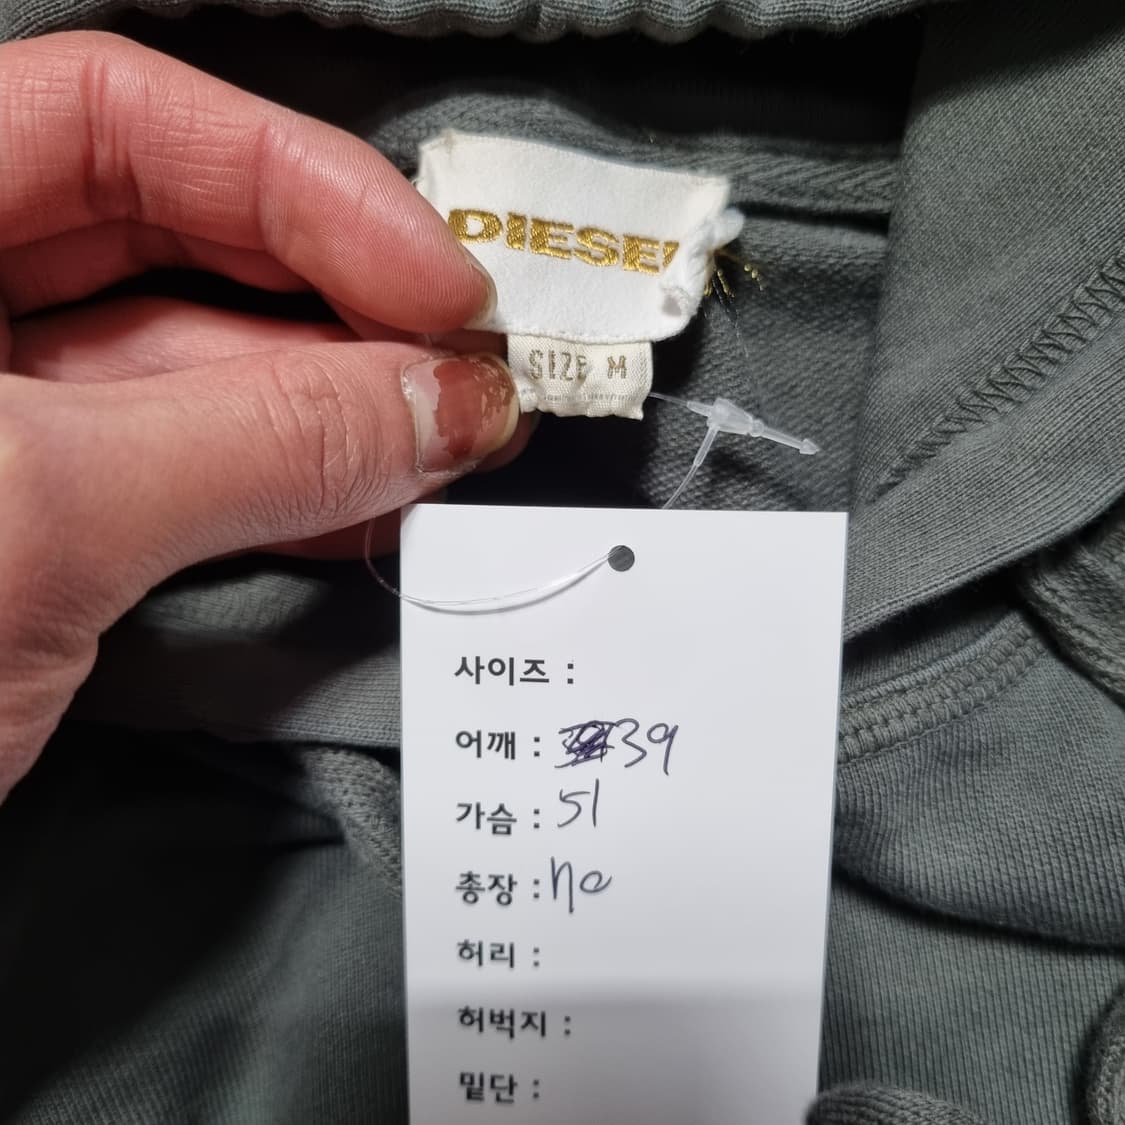 DIESEL
SIZE M
사이즈 :
어깨 : 39
가슴 : 51
총장 : 70
허리 :
허벅지 :
밑단 :